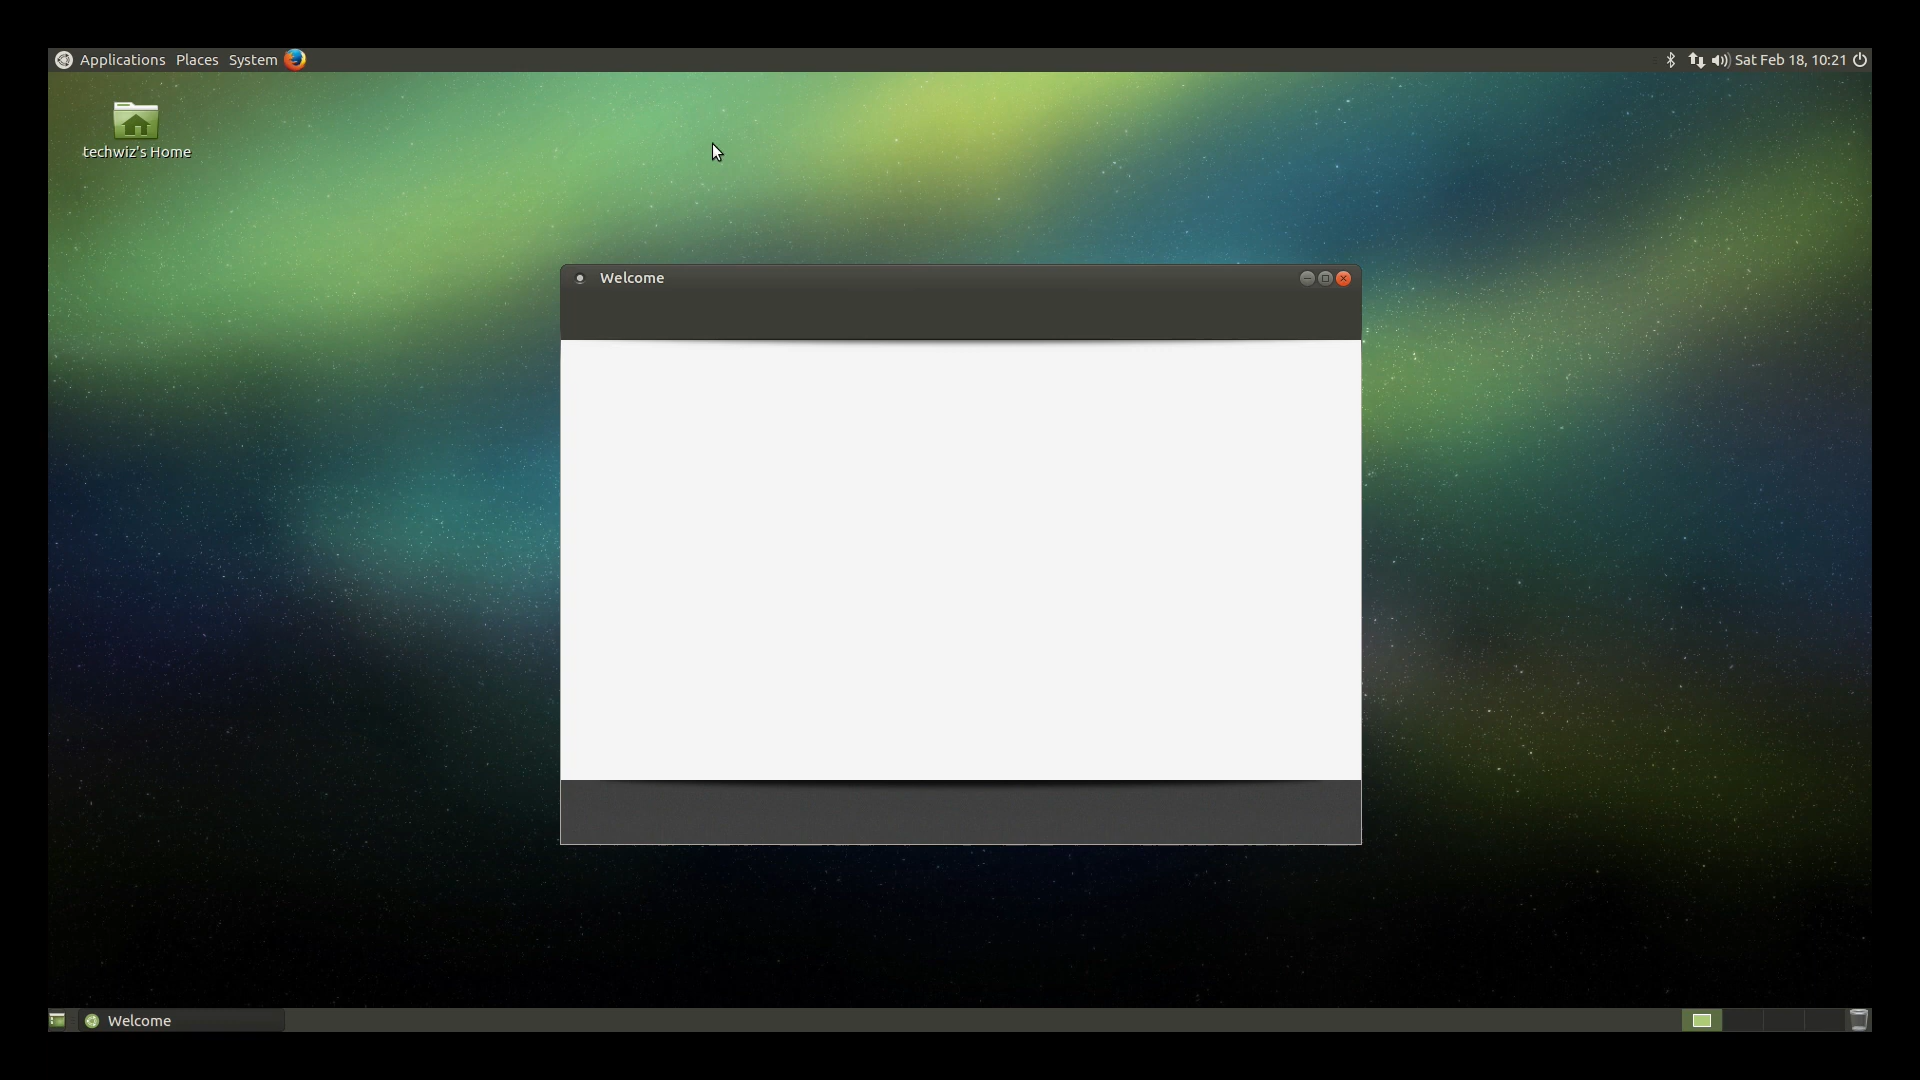 Applications Places System
Sat Feb 18, 10:21
techwiz's Home
Welcome
Welcome